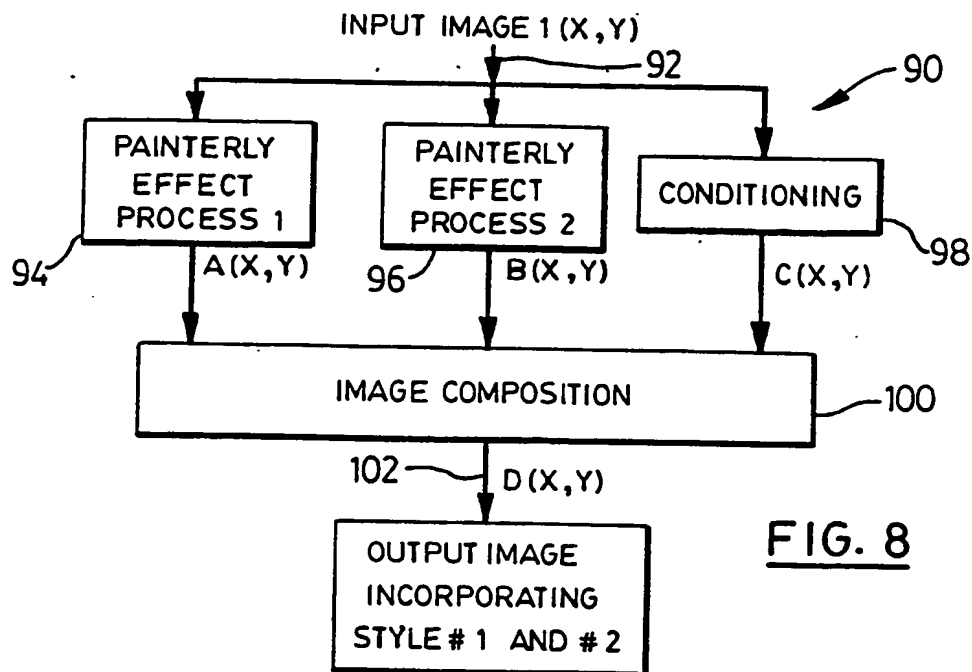 INPUT IMAGE 1 (X,Y)
92
90
PAINTERLY
EFFECT
PROCESS 1
PAINTERLY
EFFECT
PROCESS 2
CONDITIONING
94
A(X,Y)
96
B(X,Y)
C(X,Y)
98
IMAGE COMPOSITION
100
102
D(X,Y)
OUTPUT IMAGE
INCORPORATING
STYLE # 1 AND # 2
FIG. 8